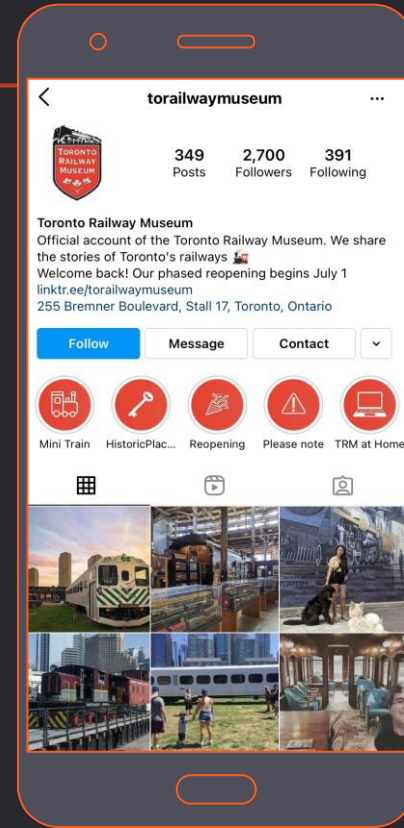 torailwaymuseum
TORONTO
RAILWAY
MUSEUM
349 2,700 391
Posts Followers Following
Toronto Railway Museum
Official account of the Toronto Railway Museum. We share
the stories of Toronto's railways 🚂
Welcome back! Our phased reopening begins July 1
linktr.ee/torailwaymuseum
255 Bremner Boulevard, Stall 17, Toronto, Ontario
Follow Message Contact
Mini Train HistoricPlac... Reopening Please note TRM at Home